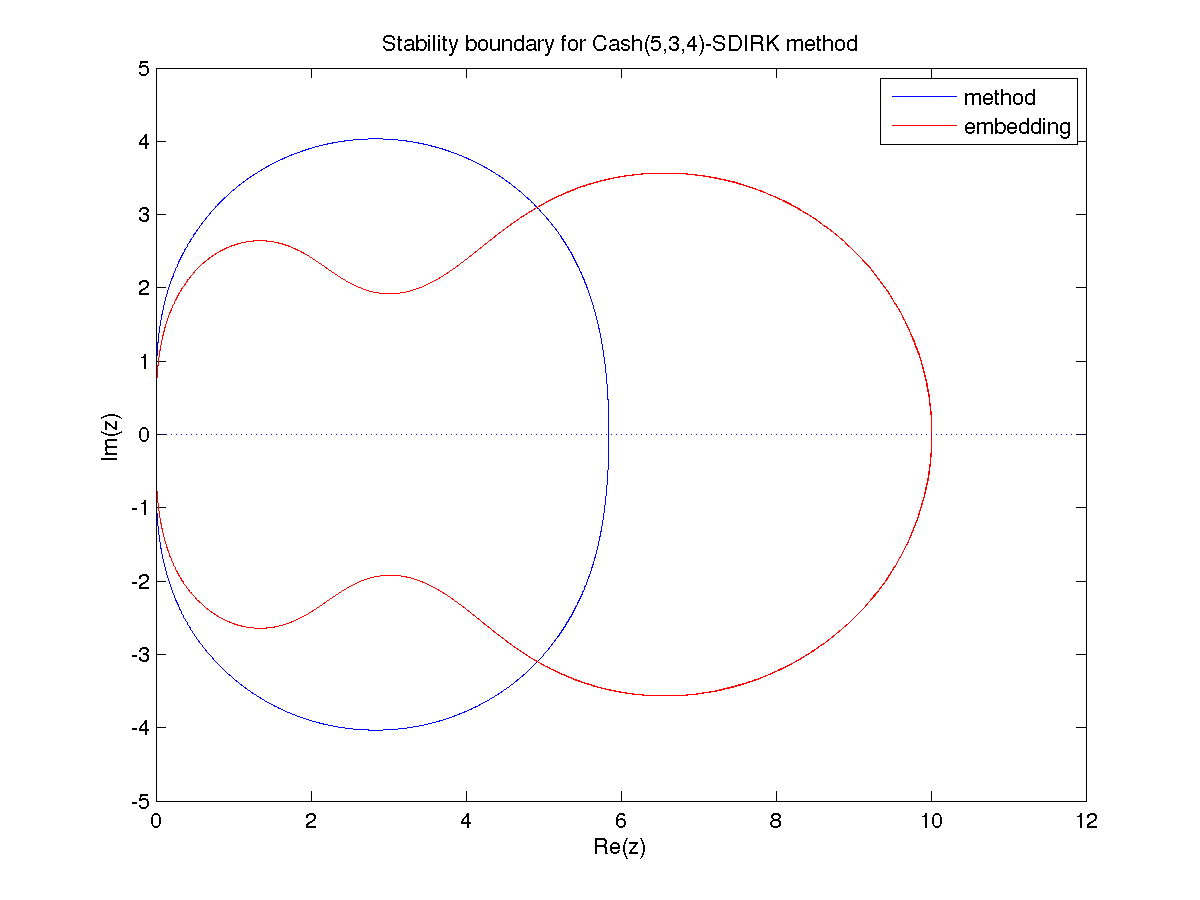 Stability boundary for Cash(5,3,4)-SDIRK method
method
embedding
5
4
3
2
1
0
-1
-2
-3
-4
-5
Im(z)
0 2 4 6 8 10 12
Re(z)